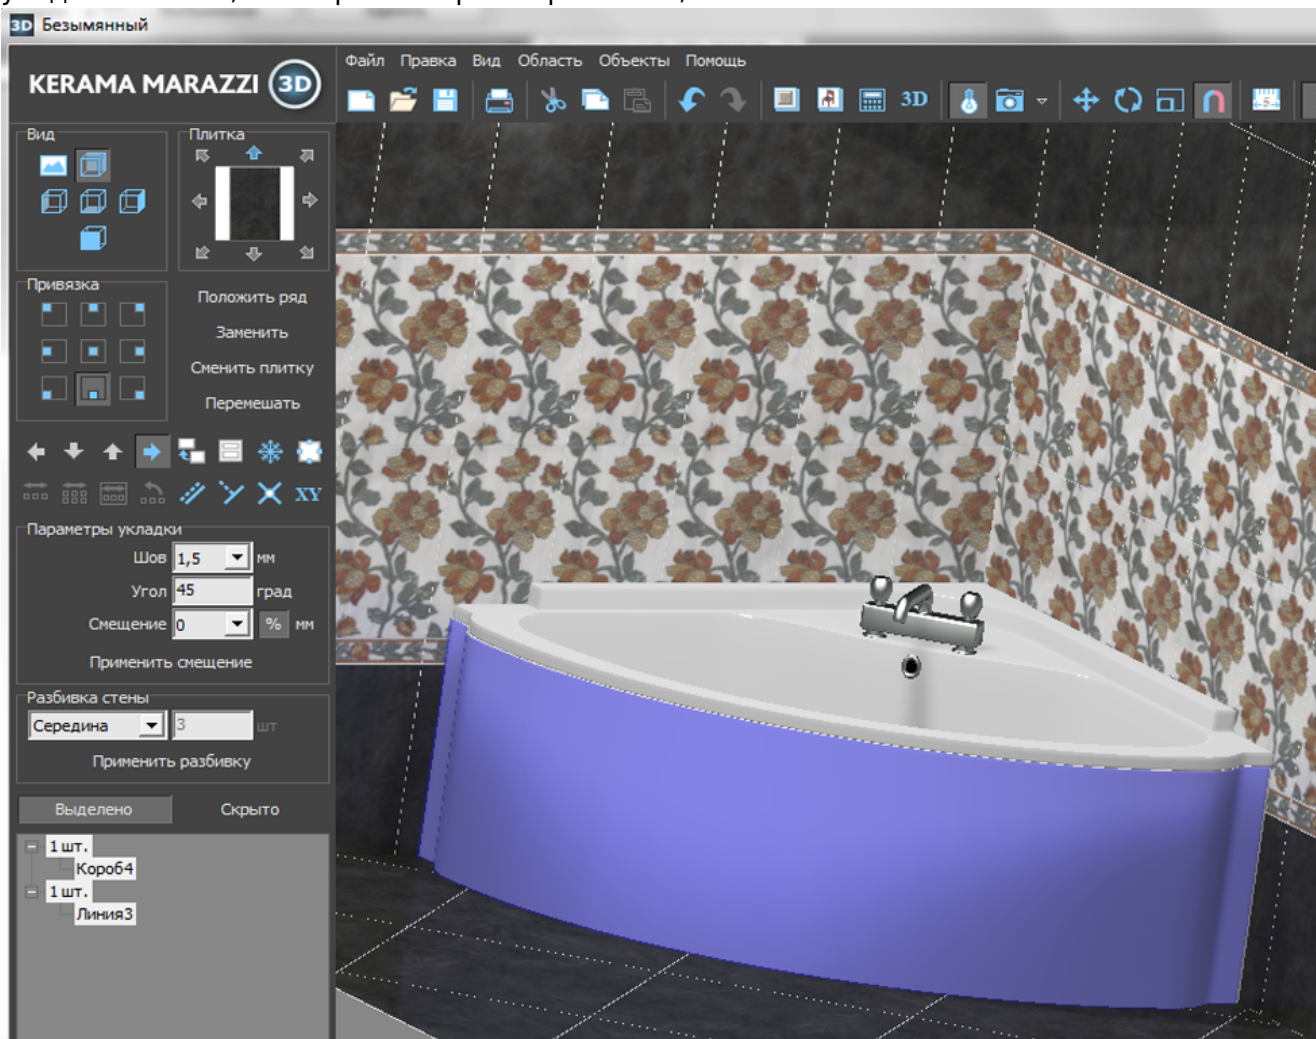 Безымянный
KERAMA MARAZZI 3D
Файл Правка Вид Область Объекты Помощь
3D
Вид
Плитка
Привязка
Положить ряд
Заменить
Сменить плитку
Перемешать
XY
Параметры укладки
Шов 1,5 мм
Угол 45 град
Смещение 0 % мм
Применить смещение
Разбивка стены
Середина 3 шт
Применить разбивку
Выделено Скрыто
1 шт.
Короб4
1 шт.
Линия3